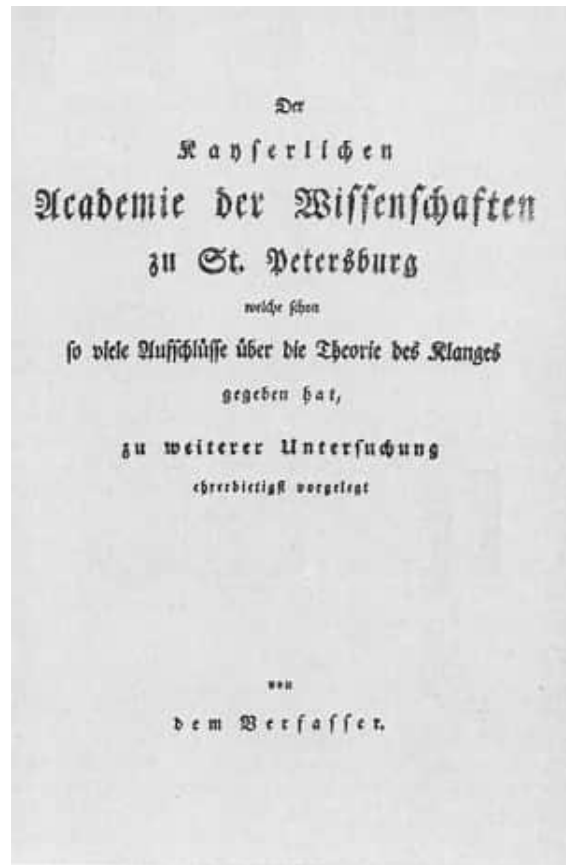 Der
Kayserlichen
Academie der Wissenschaften
zu St. Petersburg
welche schon
so viele Aufschlüsse über die Theorie des Klanges
gegeben hat,
zu weiterer Untersuchung
ehrerbietigst vorgelegt
von
dem Verfasser.